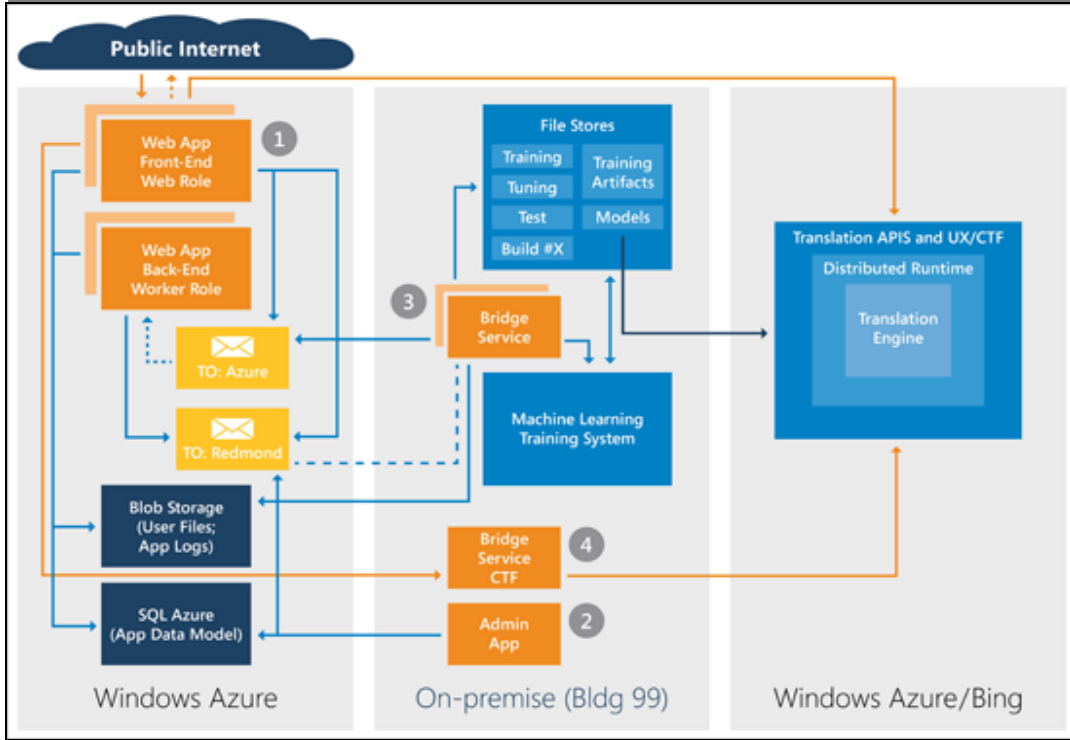 Public Internet
Web App
Front-End
Web Role
1
Web App
Back-End
Worker Role
TO: Azure
TO: Redmond
Blob Storage
(User Files;
App Logs)
SQL Azure
(App Data Model)
Windows Azure
File Stores
Training
Tuning
Test
Build #X
Training
Artifacts
Models
3
Bridge
Service
Machine Learning
Training System
Bridge
Service
CTF
4
Admin
App
2
On-premise (Bldg 99)
Translation APIS and UX/CTF
Distributed Runtime
Translation
Engine
Windows Azure/Bing